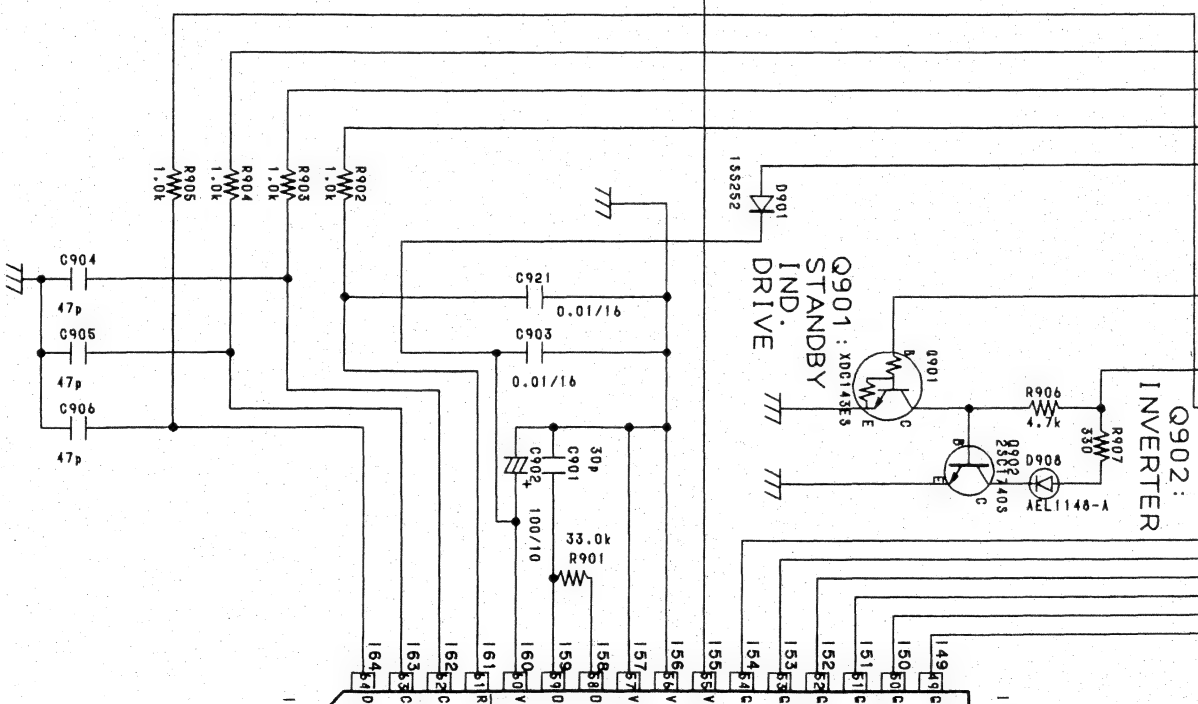 R905
1.0k
R904
1.0k
R903
1.0k
R902
1.0k
1SS252
D901
C904
47p
C905
47p
C906
47p
C921
0.01/16
C903
0.01/16
Q901:
STANDBY
IND.
DRIVE
XDC143ES
Q901
B
C
E
R906
4.7k
R907
330
Q902
2SC1740S
B
C
E
D908
AEL1148-A
Q902:
INVERTER
C902
+
100/10
C901
30p
33.0k
R901
164
163
162
161
160
159
158
157
156
155
154
153
152
151
150
149